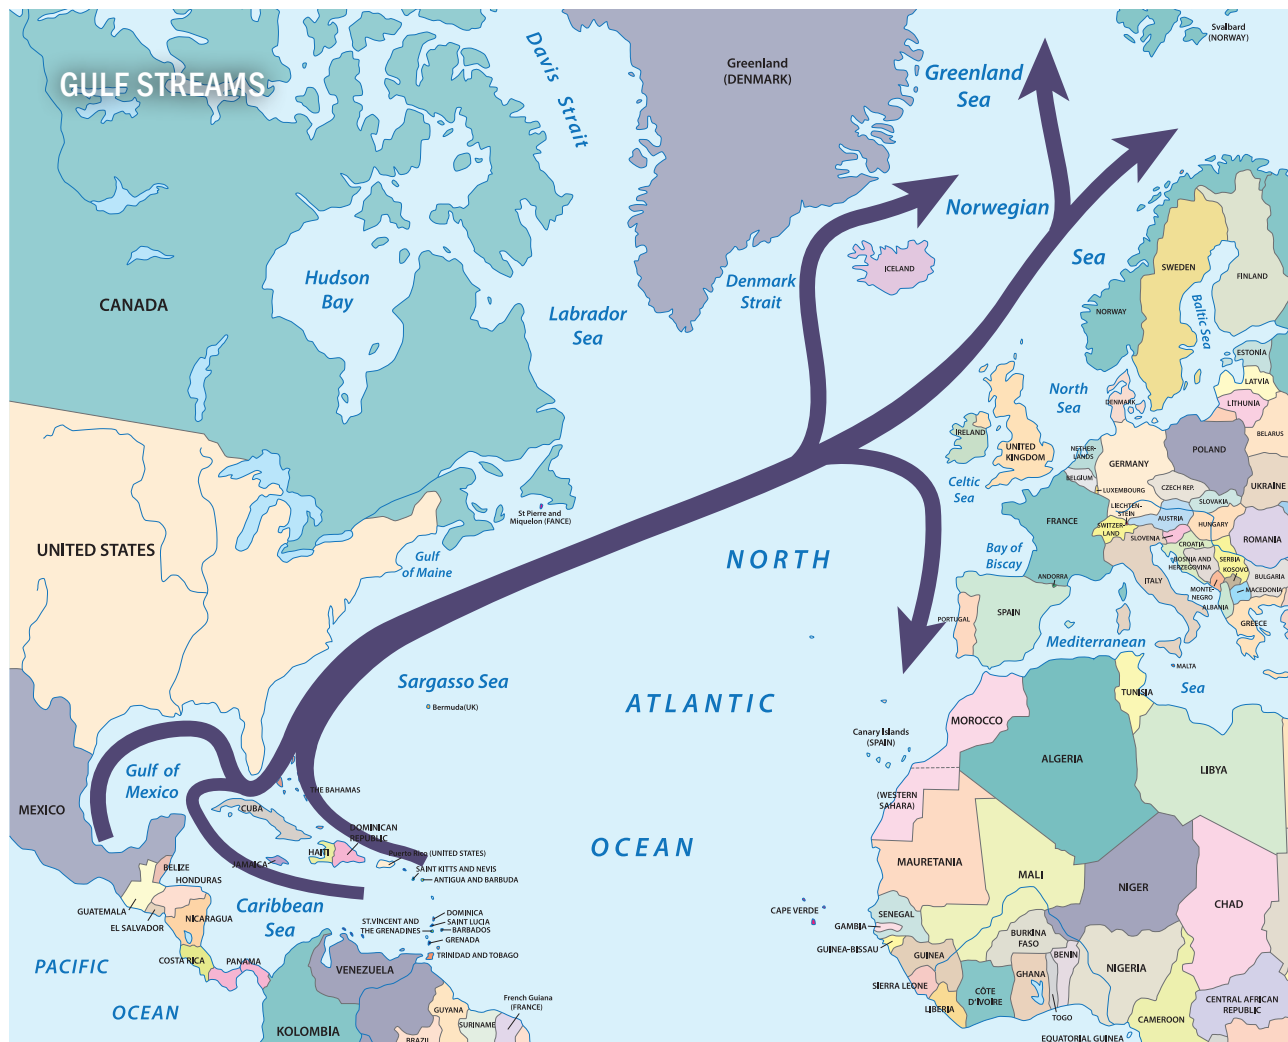 GULF STREAMS
Davis Strait
Greenland
(DENMARK)
Greenland
Sea
Svalbard
(NORWAY)
Norwegian
Sea
ICELAND
Denmark
Strait
Hudson
Bay
Labrador
Sea
CANADA
SWEDEN
FINLAND
NORWAY
Baltic Sea
ESTONIA
LATVIA
LITHUNIA
BELARUS
North
Sea
DENMARK
IRELAND
UNITED
KINGDOM
NETHER-
LANDS
BELGIUM
GERMANY
POLAND
LUXEMBOURG
CZECH REP.
UKRAINE
SLOVAKIA
Celtic
Sea
LIECHTEN-
STEIN
AUSTRIA
HUNGARY
FRANCE
SWITZER-
LAND
SLOVENIA
CROATIA
ROMANIA
BOSNIA AND
HERZEGOVINA
SERBIA
KOSOVO
BULGARIA
MONTE-
NEGRO
MACEDONIA
ALBANIA
ITALY
GREECE
Bay of
Biscay
ANDORRA
SPAIN
PORTUGAL
Mediterranean
Sea
MALTA
St Pierre and
Miquelon (FANCE)
UNITED STATES
Gulf
of Maine
NORTH
ATLANTIC
OCEAN
Sargasso Sea
Bermuda(UK)
TUNISIA
MOROCCO
ALGERIA
LIBYA
Canary Islands
(SPAIN)
(WESTERN
SAHARA)
MEXICO
Gulf of
Mexico
THE BAHAMAS
CUBA
DOMINICAN
REPUBLIC
HAITI
JAMAICA
Puerto Rico (UNITED STATES)
SAINT KITTS AND NEVIS
ANTIGUA AND BARBUDA
BELIZE
HONDURAS
GUATEMALA
EL SALVADOR
NICARAGUA
Caribbean
Sea
DOMINICA
SAINT LUCIA
ST.VINCENT AND
THE GRENADINES
BARBADOS
GRENADA
TRINIDAD AND TOBAGO
COSTA RICA
PANAMA
PACIFIC
OCEAN
VENEZUELA
KOLOMBIA
GUYANA
SURINAME
French Guiana
(FRANCE)
BRAZIL
MAURETANIA
MALI
NIGER
CHAD
CAPE VERDE
SENEGAL
GAMBIA
GUINEA-BISSAU
GUINEA
SIERRA LEONE
LIBERIA
CÔTE
D'IVOIRE
BURKINA
FASO
GHANA
BENIN
TOGO
NIGERIA
CAMEROON
CENTRAL AFRICAN
REPUBLIC
EQUATORIAL GUINEA